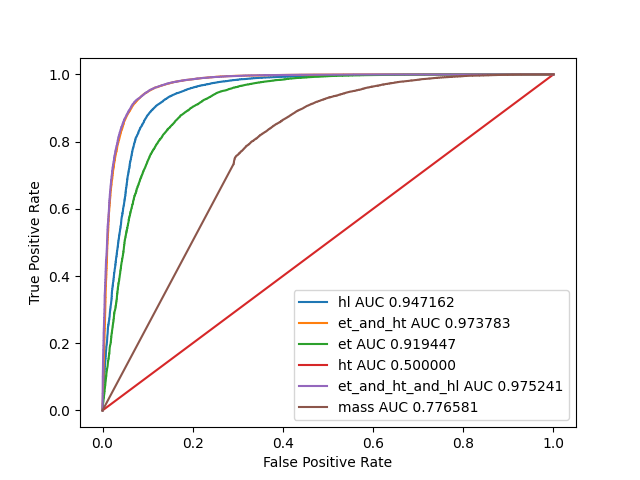 1.0
0.8
0.6
0.4
0.2
0.0
True Positive Rate
0.0 0.2 0.4 0.6 0.8 1.0
False Positive Rate
hl AUC 0.947162
et_and_ht AUC 0.973783
et AUC 0.919447
ht AUC 0.500000
et_and_ht_and_hl AUC 0.975241
mass AUC 0.776581